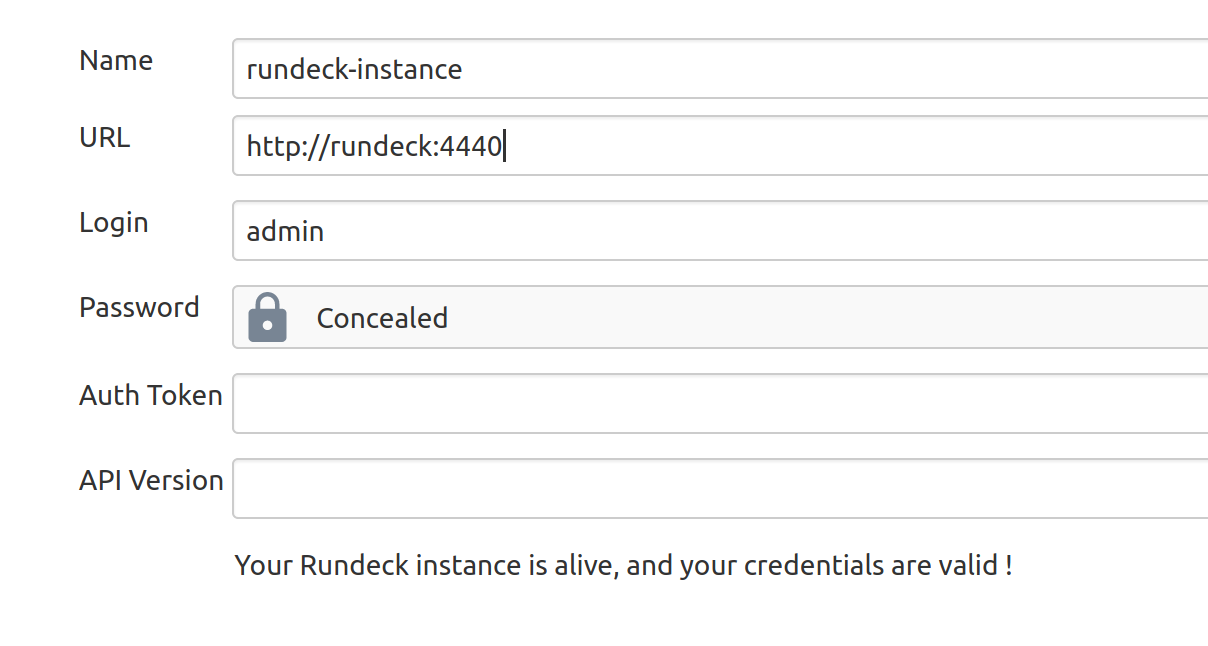 Name
rundeck-instance
URL
http://rundeck:4440
Login
admin
Password
Concealed
Auth Token
API Version
Your Rundeck instance is alive, and your credentials are valid !